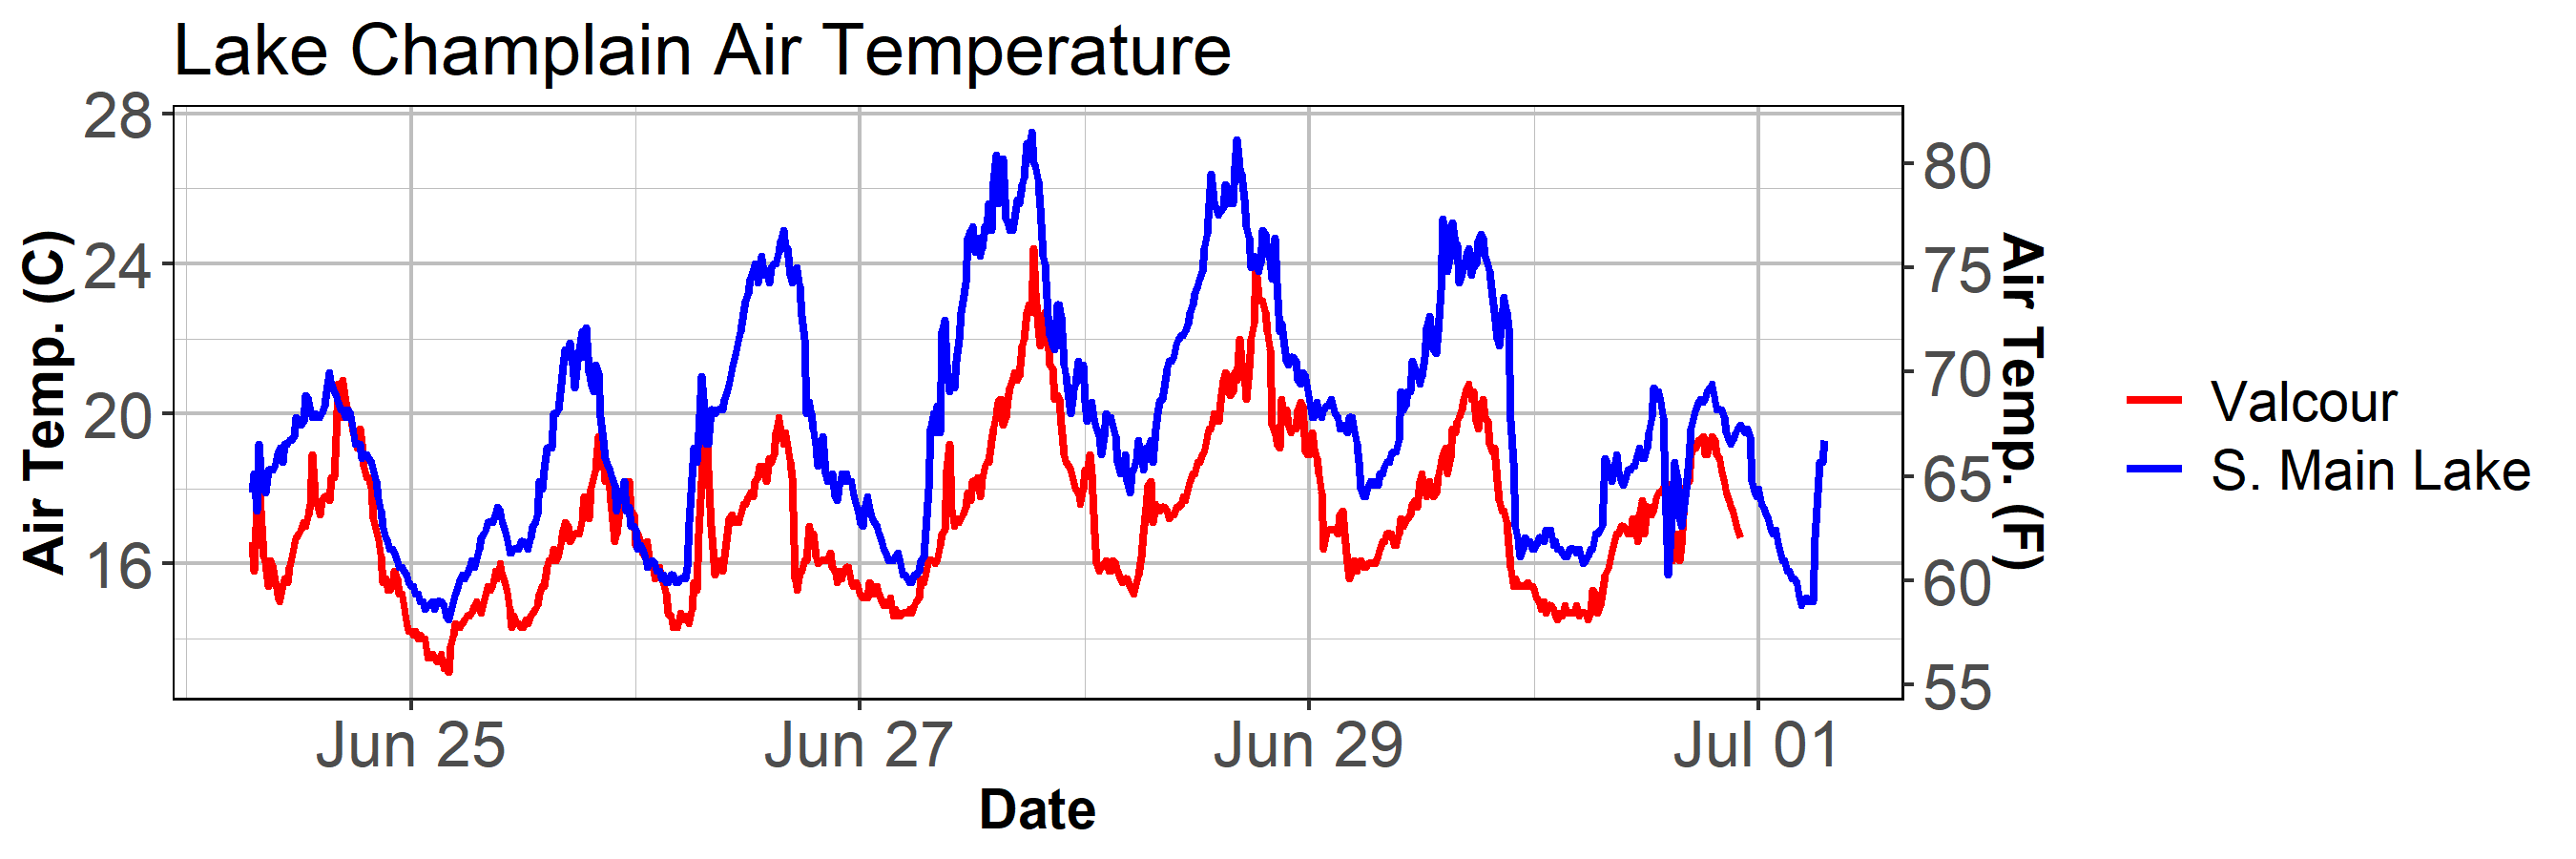 Lake Champlain Air Temperature
Air Temp. (C)
28
24
20
16
80
75
70
65
60
55
Air Temp. (F)
Jun 25 Jun 27 Jun 29 Jul 01
Date
Valcour
S. Main Lake